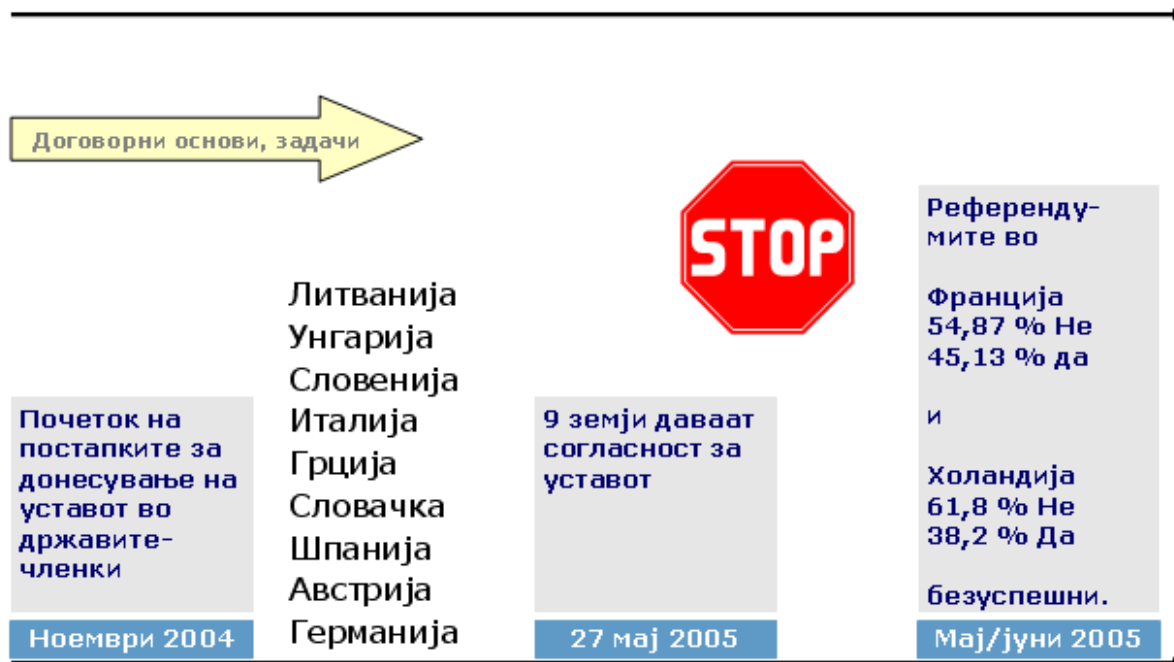 Договорни основи, задачи
Почеток на
постапките за
донесување на
уставот во
државите-
членки
Ноември 2004
Литванија
Унгарија
Словенија
Италија
Грција
Словачка
Шпанија
Австрија
Германија
9 земји даваат
согласност за
уставот
27 мај 2005
STOP
Референду-
мите во
Франција
54,87 % Не
45,13 % да
и
Холандија
61,8 % Не
38,2 % Да
безуспешни.
Мај/јуни 2005